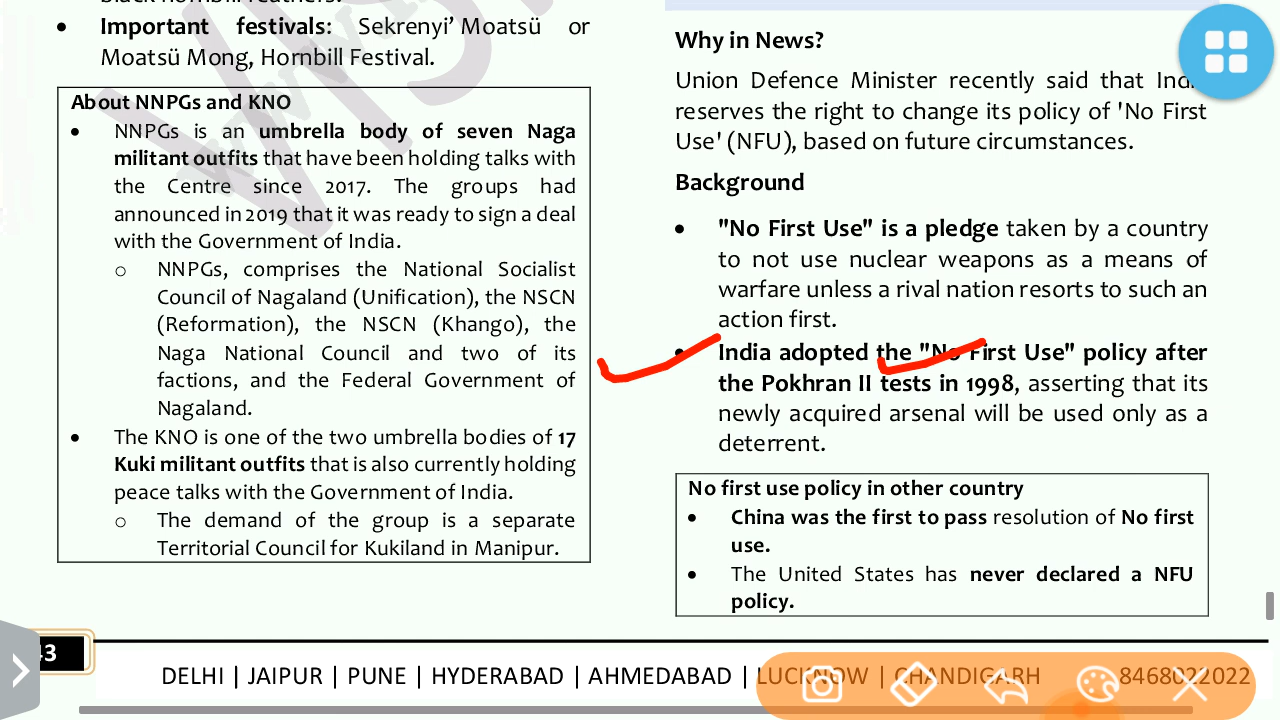 • Important festivals: Sekrenyi’ Moatsü or
Moatsü Mong, Hornbill Festival.
About NNPGs and KNO
• NNPGs is an umbrella body of seven Naga
militant outfits that have been holding talks with
the Centre since 2017. The groups had
announced in 2019 that it was ready to sign a deal
with the Government of India.
o NNPGs, comprises the National Socialist
Council of Nagaland (Unification), the NSCN
(Reformation), the NSCN (Khango), the
Naga National Council and two of its
factions, and the Federal Government of
Nagaland.
• The KNO is one of the two umbrella bodies of 17
Kuki militant outfits that is also currently holding
peace talks with the Government of India.
o The demand of the group is a separate
Territorial Council for Kukiland in Manipur.
Why in News?
Union Defence Minister recently said that
reserves the right to change its policy of 'No First
Use' (NFU), based on future circumstances.
Background
• "No First Use" is a pledge taken by a country
to not use nuclear weapons as a means of
warfare unless a rival nation resorts to such an
action first.
• India adopted the "No First Use" policy after
the Pokhran II tests in 1998, asserting that its
newly acquired arsenal will be used only as a
deterrent.
No first use policy in other country
• China was the first to pass resolution of No first
use.
• The United States has never declared a NFU
policy.
DELHI | JAIPUR | PUNE | HYDERABAD | AHMEDABAD | LUCKNOW | CHANDIGARH 8468022022